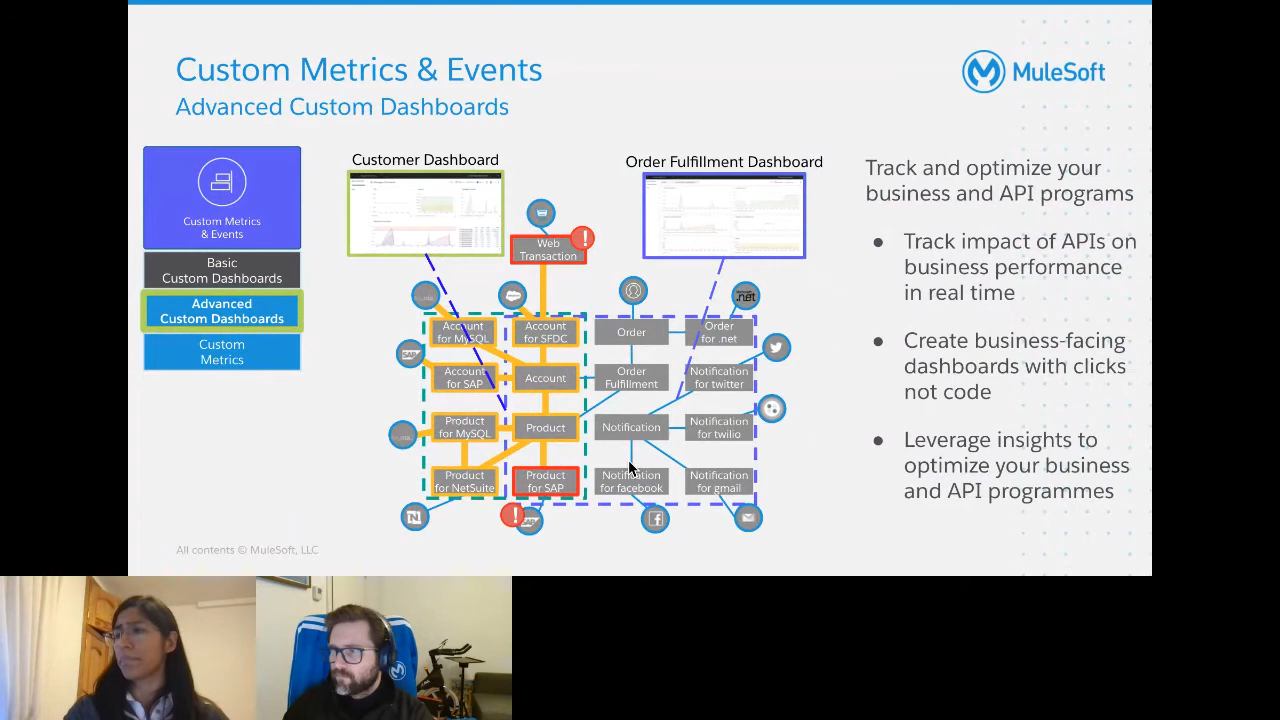 Custom Metrics & Events
Advanced Custom Dashboards
MuleSoft
Custom Metrics
& Events
Basic
Custom Dashboards
Advanced
Custom Dashboards
Custom
Metrics
Customer Dashboard
Order Fulfillment Dashboard
Web
Transaction
!
Account
for MySQL
Account
for SFDC
Order
Order
for .net
.net
SAP
Account
for SAP
Account
Order
Fulfillment
Notification
for twitter
Product
for MySQL
Product
Notification
Notification
for twilio
Product
for NetSuite
Product
for SAP
Notification
for facebook
Notification
for gmail
N
!
SAP
Track and optimize your
business and API programs
● Track impact of APIs on
business performance
in real time
● Create business-facing
dashboards with clicks
not code
● Leverage insights to
optimize your business
and API programmes
All contents © MuleSoft, LLC